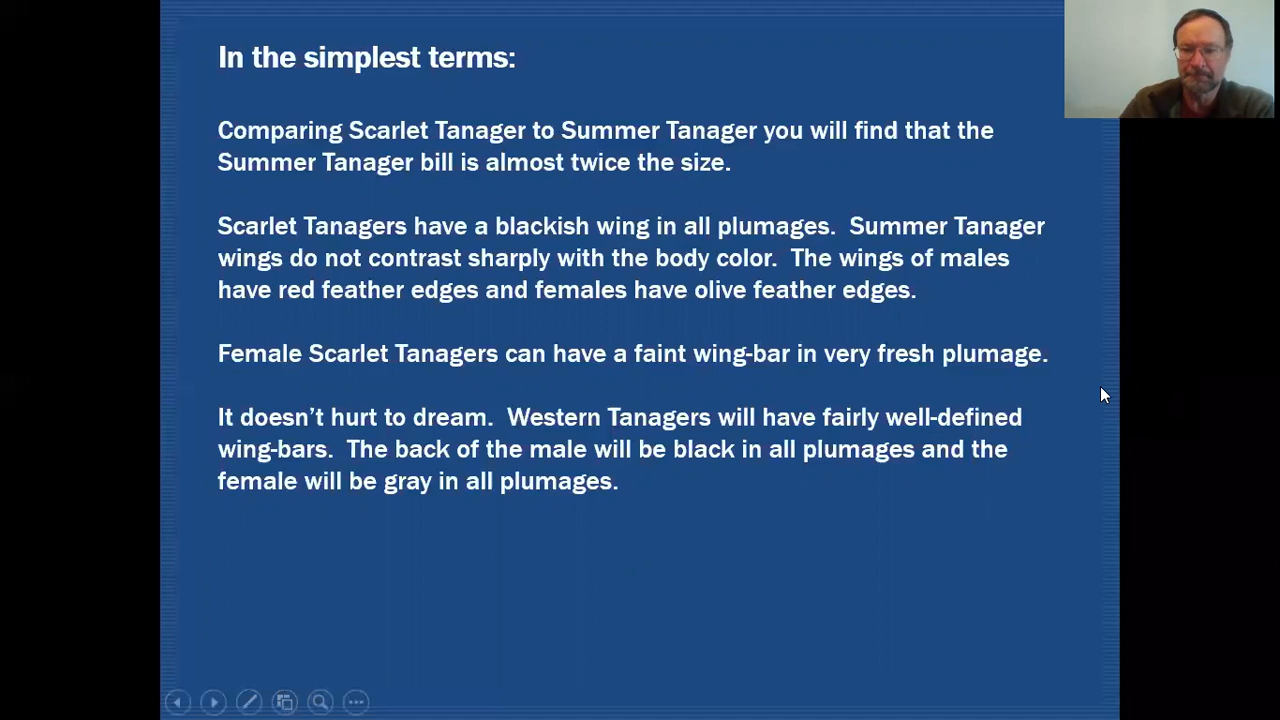 In the simplest terms:
Comparing Scarlet Tanager to Summer Tanager you will find that the
Summer Tanager bill is almost twice the size.
Scarlet Tanagers have a blackish wing in all plumages.  Summer Tanager
wings do not contrast sharply with the body color.  The wings of males
have red feather edges and females have olive feather edges.
Female Scarlet Tanagers can have a faint wing-bar in very fresh plumage.
It doesn’t hurt to dream.  Western Tanagers will have fairly well-defined
wing-bars.  The back of the male will be black in all plumages and the
female will be gray in all plumages.